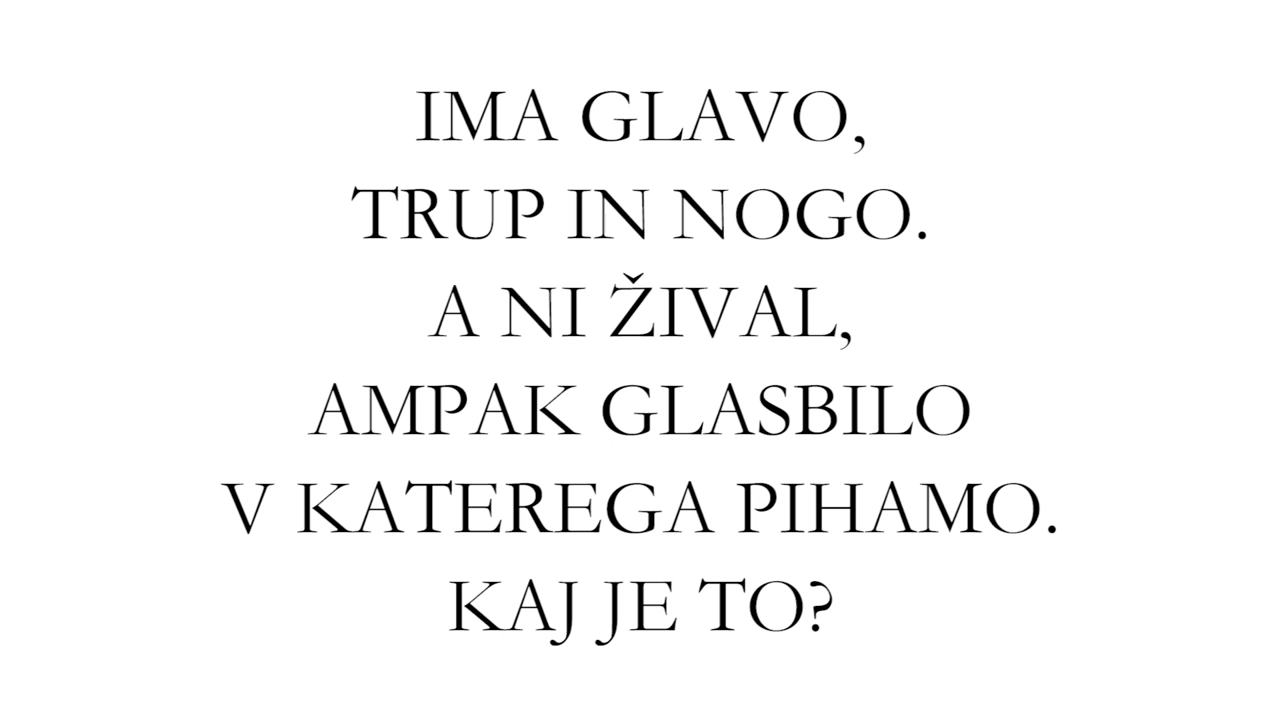 IMA GLAVO,
TRUP IN NOGO.
A NI ŽIVAL,
AMPAK GLASBILO
V KATEREGA PIHAMO.
KAJ JE TO?